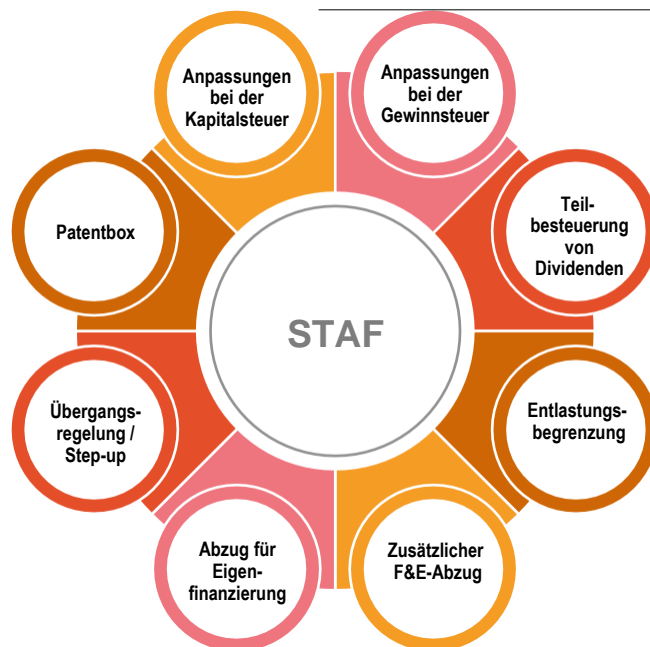 Anpassungen
bei der
Kapitalsteuer
Anpassungen
bei der
Gewinnsteuer
Patentbox
Teil-
besteuerung
von
Dividenden
STAF
Übergangs-
regelung /
Step-up
Entlastungs-
begrenzung
Abzug für
Eigen-
finanzierung
Zusätzlicher
F&E-Abzug